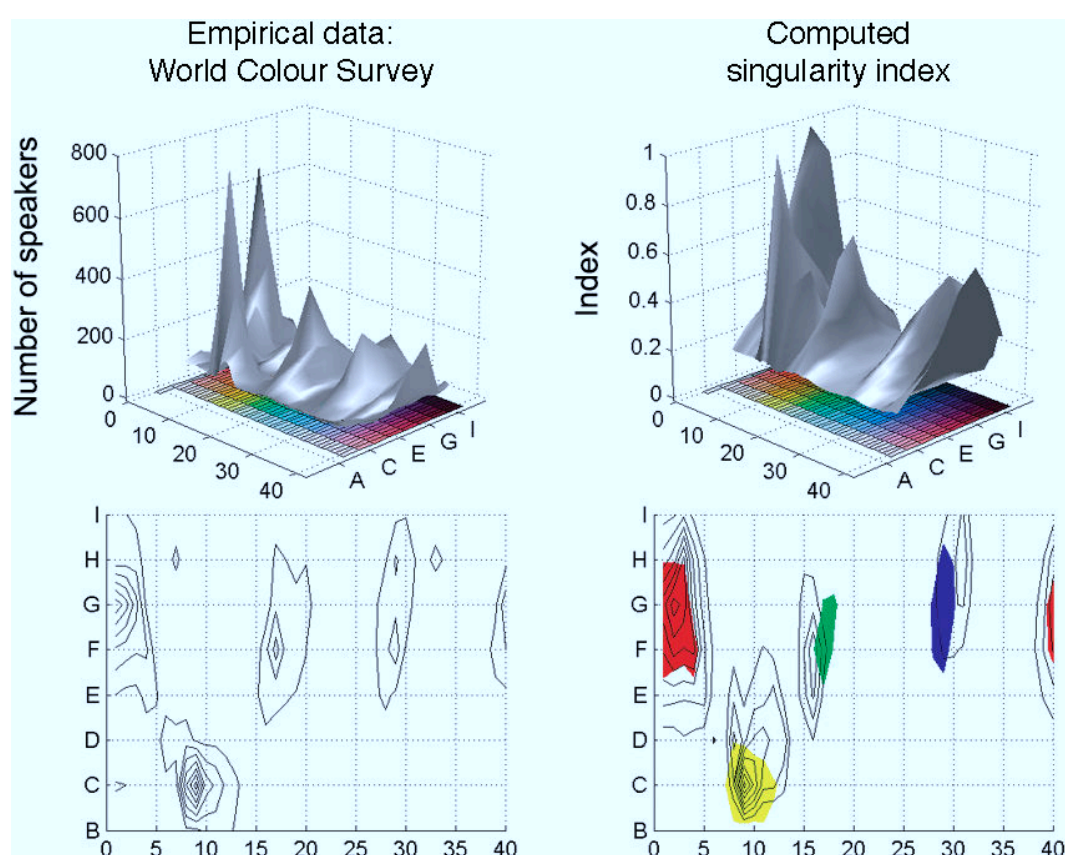 Empirical data:
World Colour Survey
Computed
singularity index
Number of speakers
800
600
400
200
0
0
10
20
30
40
A
C
E
G
I
Index
1
0.8
0.6
0.4
0.2
0
0
10
20
30
40
A
C
E
G
I
I
H
G
F
E
D
C
B
0 5 10 15 20 25 30 35 40
I
H
G
F
E
D
C
B
0 5 10 15 20 25 30 35 40